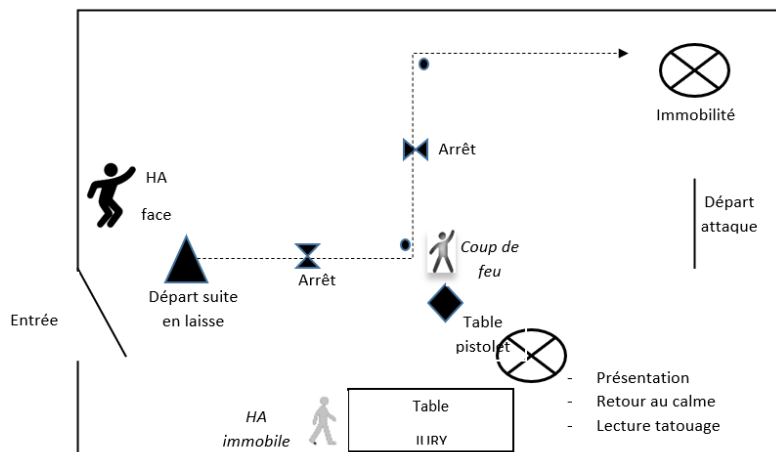 Immobilité
Arrêt
HA
face
Départ
attaque
Coup de
feu
Arrêt
Départ suite
en laisse
Entrée
Table
pistolet
- Présentation
- Retour au calme
- Lecture tatouage
HA
immobile
Table